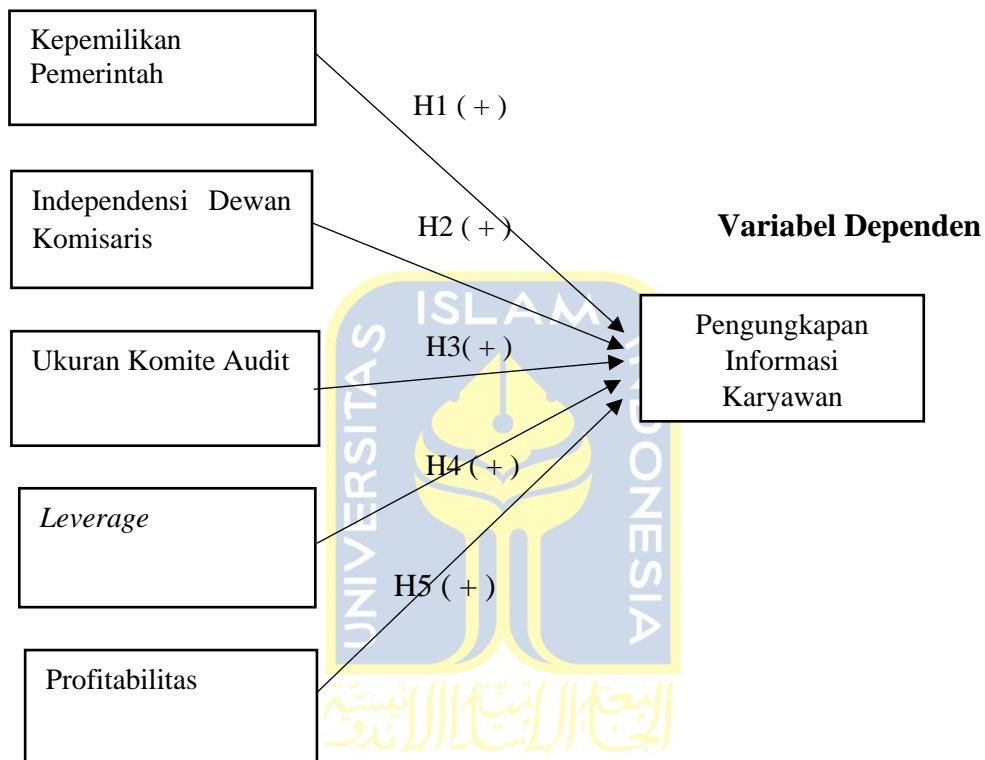 Kepemilikan
Pemerintah
H1 ( + )
Independensi Dewan
Komisaris
H2 ( + )
Variabel Dependen
Ukuran Komite Audit
H3( + )
Pengungkapan
Informasi
Karyawan
Leverage
H4 ( + )
Profitabilitas
H5 ( + )
UNIVERSITAS
ISLAM
INDONESIA